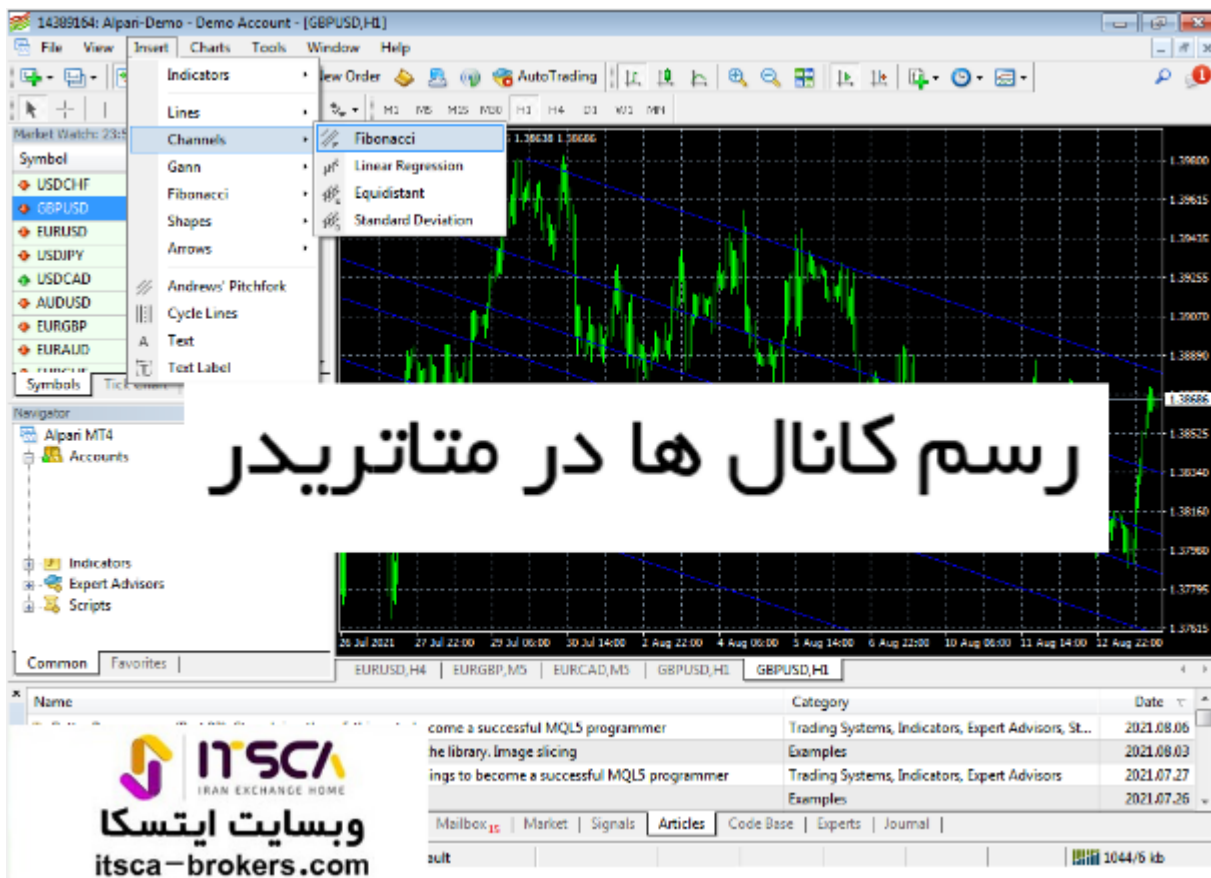 14389164: Alpari-Demo - Demo Account - [GBPUSD,H1]
File View Insert Charts Tools Window Help
Indicators
New Order AutoTrading
Lines
M1 M5 M15 M30 H1 H4 D1 W1 MN
Market Watch: 23:5
Channels
Fibonacci
1.38638 1.38686
Symbol
Gann
Linear Regression
USDCHF
Fibonacci
Equidistant
GBPUSD
Shapes
Standard Deviation
EURUSD
Arrows
USDJPY
USDCAD
Andrews' Pitchfork
AUDUSD
Cycle Lines
EURGBP
Text
EURAUD
Text Label
Symbols
1.39800
1.39615
1.39435
1.39255
1.39070
1.38890
1.38686
1.38525
1.38340
1.38160
1.37980
1.37795
1.37615
Navigator
Alpari MT4
Accounts
Indicators
Expert Advisors
Scripts
Common Favorites
رسم کانال ها در متاتریدر
26 Jul 2021 27 Jul 22:00 29 Jul 06:00 30 Jul 14:00 2 Aug 22:00 4 Aug 06:00 5 Aug 14:00 6 Aug 22:00 10 Aug 06:00 11 Aug 14:00 12 Aug 22:00
EURUSD,H4 EURGBP,M5 EURCAD,M5 GBPUSD,H1 GBPUSD,H1
Name Category Date
come a successful MQL5 programmer Trading Systems, Indicators, Expert Advisors, St... 2021.08.06
he library. Image slicing Examples 2021.08.03
ings to become a successful MQL5 programmer Trading Systems, Indicators, Expert Advisors 2021.07.27
Examples 2021.07.26
Mailbox 15 Market Signals Articles Code Base Experts Journal
ault 1044/6 kb
ITSCA
IRAN EXCHANGE HOME
وبسایت ایتسکا
itsca-brokers.com